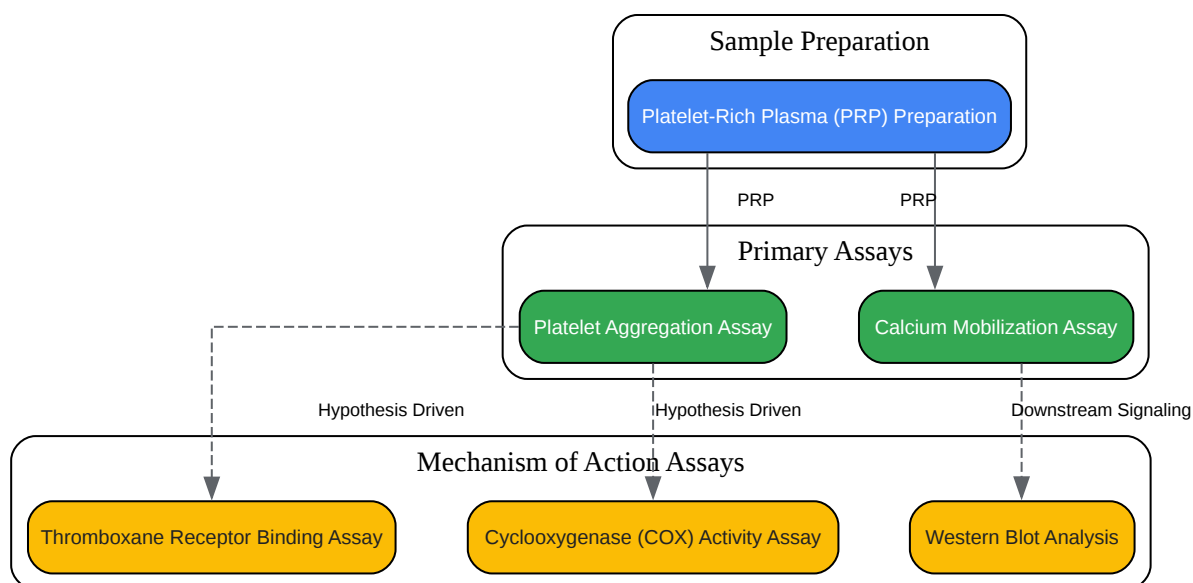 Sample Preparation
Platelet-Rich Plasma (PRP) Preparation
PRP
PRP
Primary Assays
Platelet Aggregation Assay
Calcium Mobilization Assay
Hypothesis Driven
Hypothesis Driven
Downstream Signaling
Mechanism of Action Assays
Thromboxane Receptor Binding Assay
Cyclooxygenase (COX) Activity Assay
Western Blot Analysis